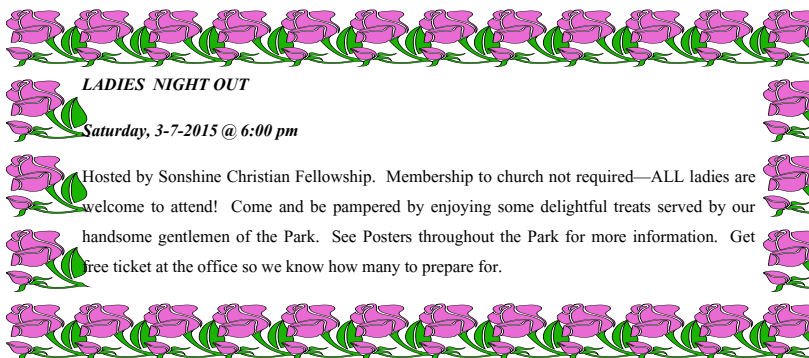 LADIES NIGHT OUT
Saturday, 3-7-2015 @ 6:00 pm
Hosted by Sonshine Christian Fellowship. Membership to church not required—ALL ladies are
welcome to attend! Come and be pampered by enjoying some delightful treats served by our
handsome gentlemen of the Park. See Posters throughout the Park for more information. Get
free ticket at the office so we know how many to prepare for.